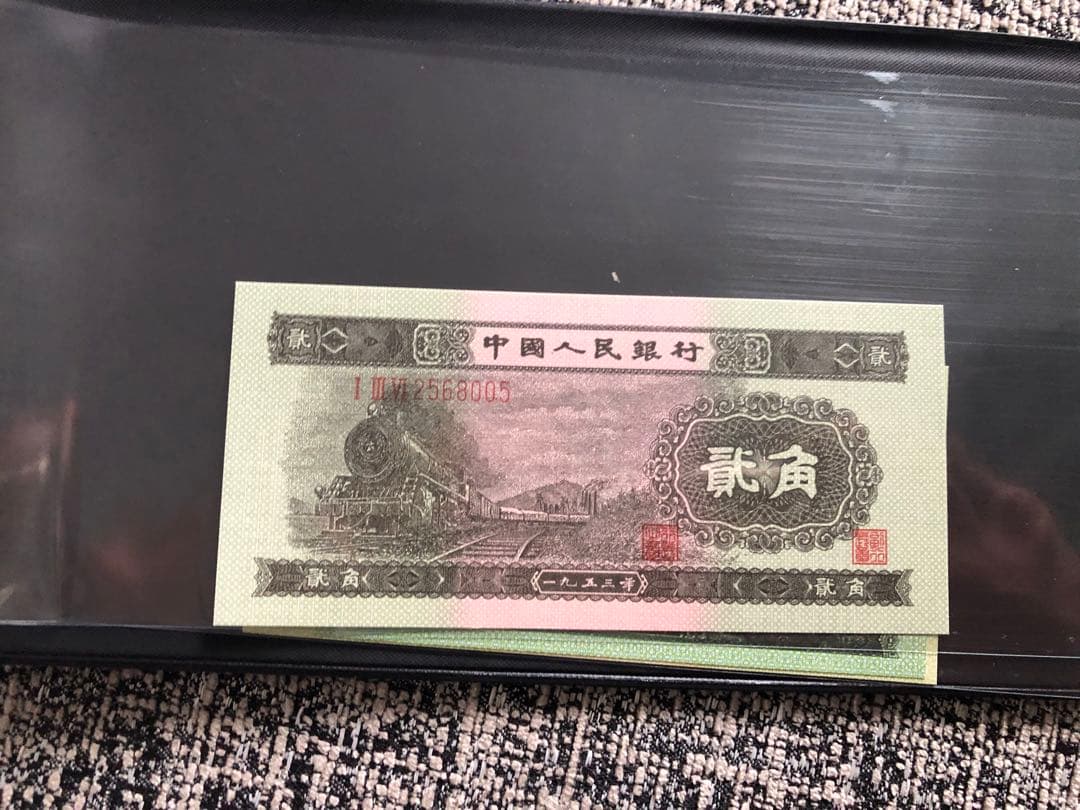 貳 中國人民銀行 貳
I III VI 2568005
貳角
貳角 一九五三年 貳角